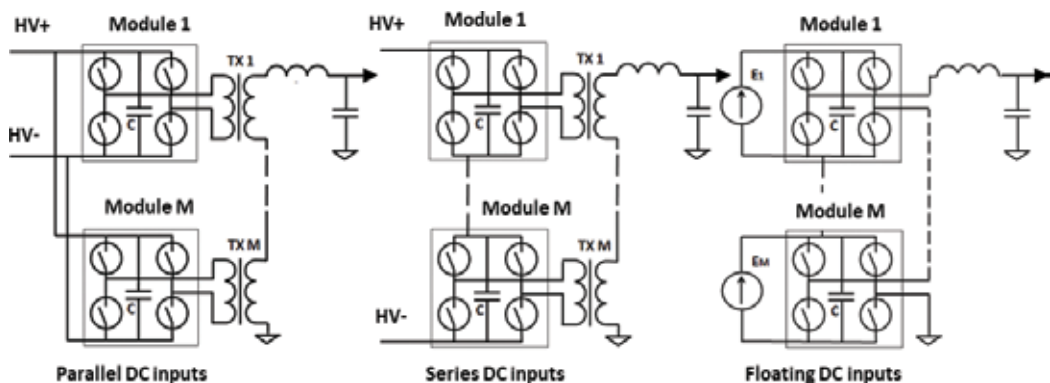 HV+
Module 1
TX 1
C
HV-
Module M
TX M
C
Parallel DC inputs
HV+
Module 1
TX 1
C
Module M
TX M
C
HV-
Series DC inputs
Module 1
E1
C
Module M
EM
C
Floating DC inputs